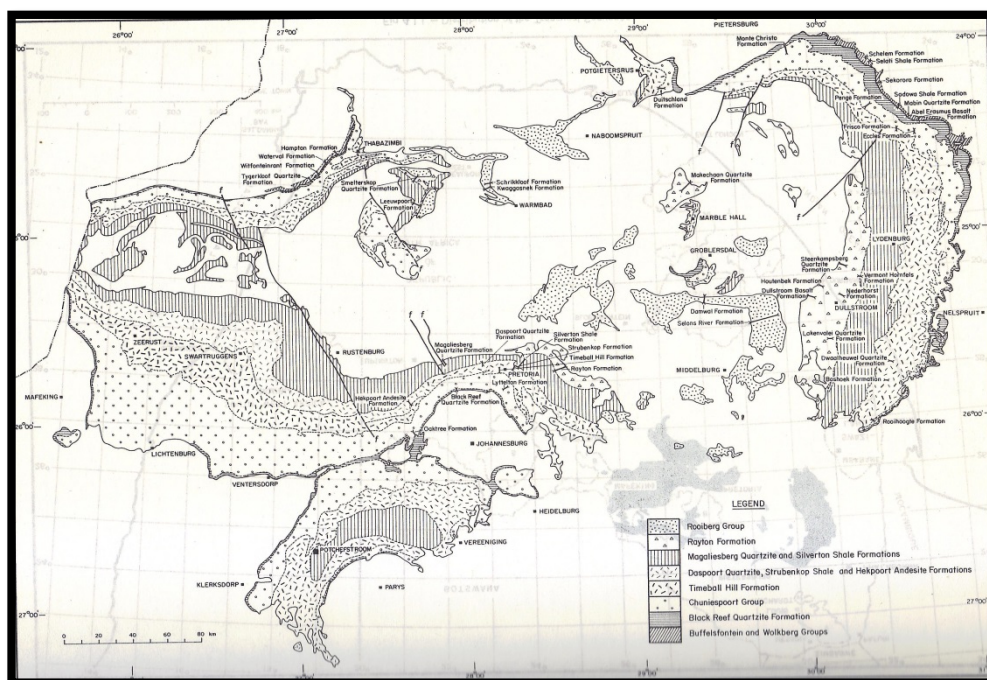 26°00'
28°00'
29°00'
PIETERSBURG
30°00'
24°00'
Monte Christo
Formation
Schelem Formation
Selati Shale Formation
Sekororo Formation
Sadowa Shale Formation
Mabin Quartzite Formation
Abel Erasmus Basalt
Formation
POTGIETERSRUS
Duitschland
Formation
Penge Formation
Frisco Formation
Eccles Formation
NABOOMSPRUIT
Hampton Formation
Waterval Formation
Witfonteinrant Formation
Tygerkloof Quartzite
Formation
THABAZIMBI
Smelterskop
Quartzite Formation
Leeuwpoort
Formation
Schrikkloof Formation
Kwaggasnek Formation
WARMBAD
Makeckaan Quartzite
Formation
MARBLE HALL
GROBLERSDAL
25°00'
LYDENBURG
Steenkampsberg
Quartzite
Formation
Houtenbek Formation
Dullstroom Basalt
Formation
Vermont Hornfels
Formation
Nederhorst
Formation
DULLSTROOM
Damwal Formation
Selons River Formation
Lakenvalei Quartzite
Formation
NELSPRUIT
Dwaalheuwel Quartzite
Formation
Boshoek Formation
MIDDELBURG
Rooihoogte Formation
26°00'
ZEERUST
SWARTRUGGENS
RUSTENBURG
MAFEKING
LICHTENBURG
VENTERSDORP
f
f
Magaliesberg
Quartzite Formation
Daspoort Quartzite
Formation
Silverton Shale
Formation
Strubenkop Formation
Timeball Hill Formation
Rayton Formation
PRETORIA
Lyttelton Formation
Hekpoort Andesite
Formation
Black Reef
Quartzite Formation
Oaktree Formation
JOHANNESBURG
HEIDELBURG
POTCHEFSTROOM
VEREENIGING
KLERKSDORP
PARYS
26°00'
27°00'
27°00'
28°
29°
0 20 40 60 80
km
LEGEND
Rooiberg Group
Rayton Formation
Magaliesberg Quartzite and Silverton Shale Formations
Daspoort Quartzite, Strubenkop Shale and Hekpoort Andesite Formations
Timeball Hill Formation
Chuniespoort Group
Black Reef Quartzite Formation
Buffelsfontein and Wolkberg Groups